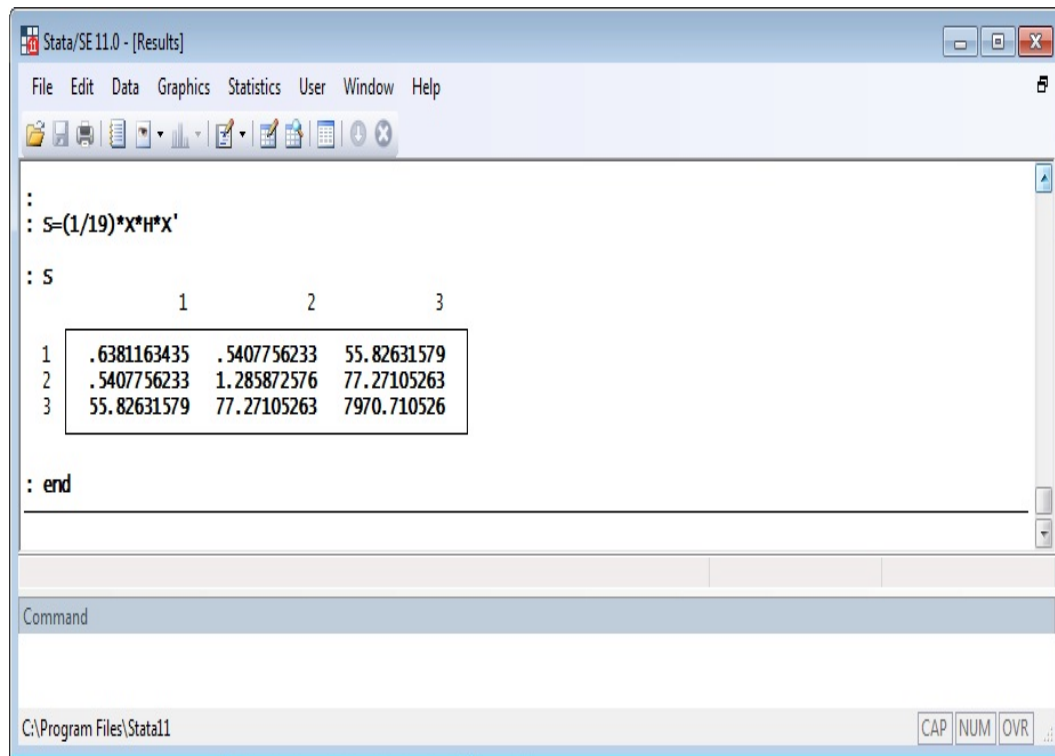 Stata/SE 11.0 - [Results]
File Edit Data Graphics Statistics User Window Help
:
: S=(1/19)*X*H*X'
: S
1 2 3
1 .6381163435 .5407756233 55.82631579
2 .5407756233 1.285872576 77.27105263
3 55.82631579 77.27105263 7970.710526
: end
Command
C:\Program Files\Stata11 CAP NUM OVR